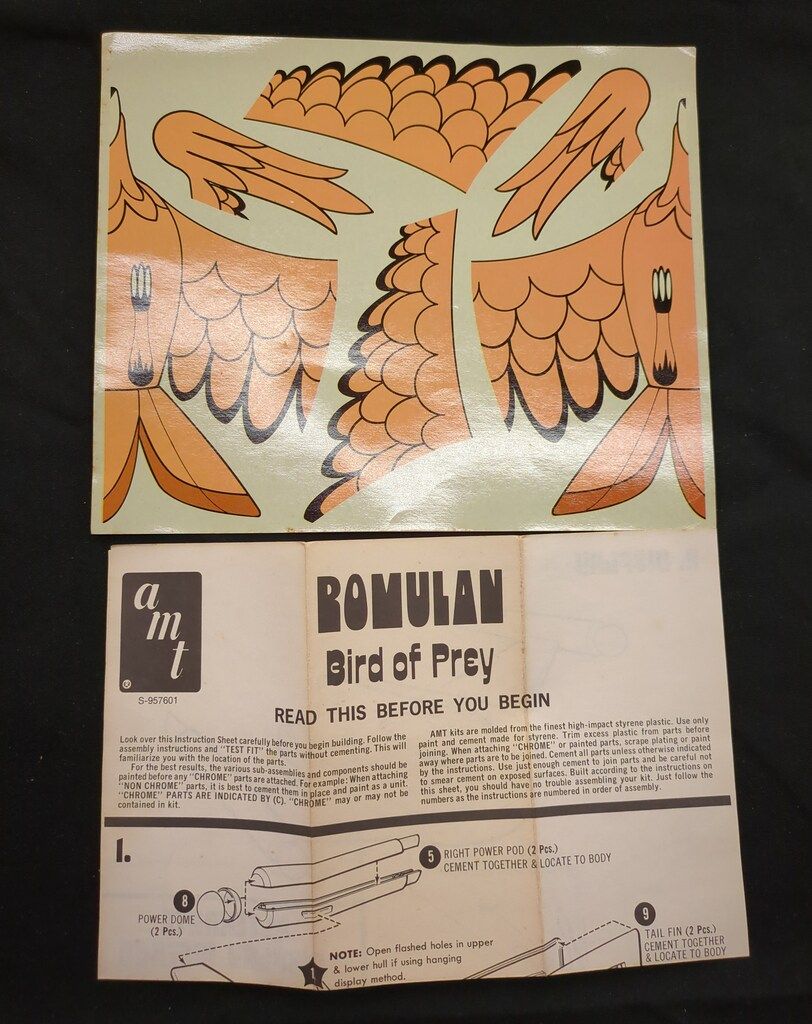 amt
®
S-957601
ROMULAN
Bird of Prey
READ THIS BEFORE YOU BEGIN
Look over this Instruction Sheet carefully before you begin building. Follow the
assembly instructions and "TEST FIT" the parts without cementing. This will
familiarize you with the location of the parts.
For the best results, the various sub-assemblies and components should be
painted before any "CHROME" parts are attached. For example: When attaching
"NON CHROME" parts, it is best to cement them in place and paint as a unit.
"CHROME" PARTS ARE INDICATED BY (C). "CHROME" may or may not be
contained in kit.
AMT kits are molded from the finest high-impact styrene plastic. Use only
paint and cement made for styrene. Trim excess plastic from parts before
joining. When attaching "CHROME" or painted parts, scrape plating or paint
away where parts are to be joined. Cement all parts unless otherwise indicated
by the instructions. Use just enough cement to join parts and be careful not
to smear cement on exposed surfaces. Built according to the instructions on
this sheet, you should have no trouble assembling your kit. Just follow the
numbers as the instructions are numbered in order of assembly.
1.
5 RIGHT POWER POD (2 Pcs.)
CEMENT TOGETHER & LOCATE TO BODY
8
POWER DOME
(2 Pcs.)
9
TAIL FIN (2 Pcs.)
CEMENT TOGETHER
& LOCATE TO BODY
1
NOTE: Open flashed holes in upper
& lower hull if using hanging
display method.